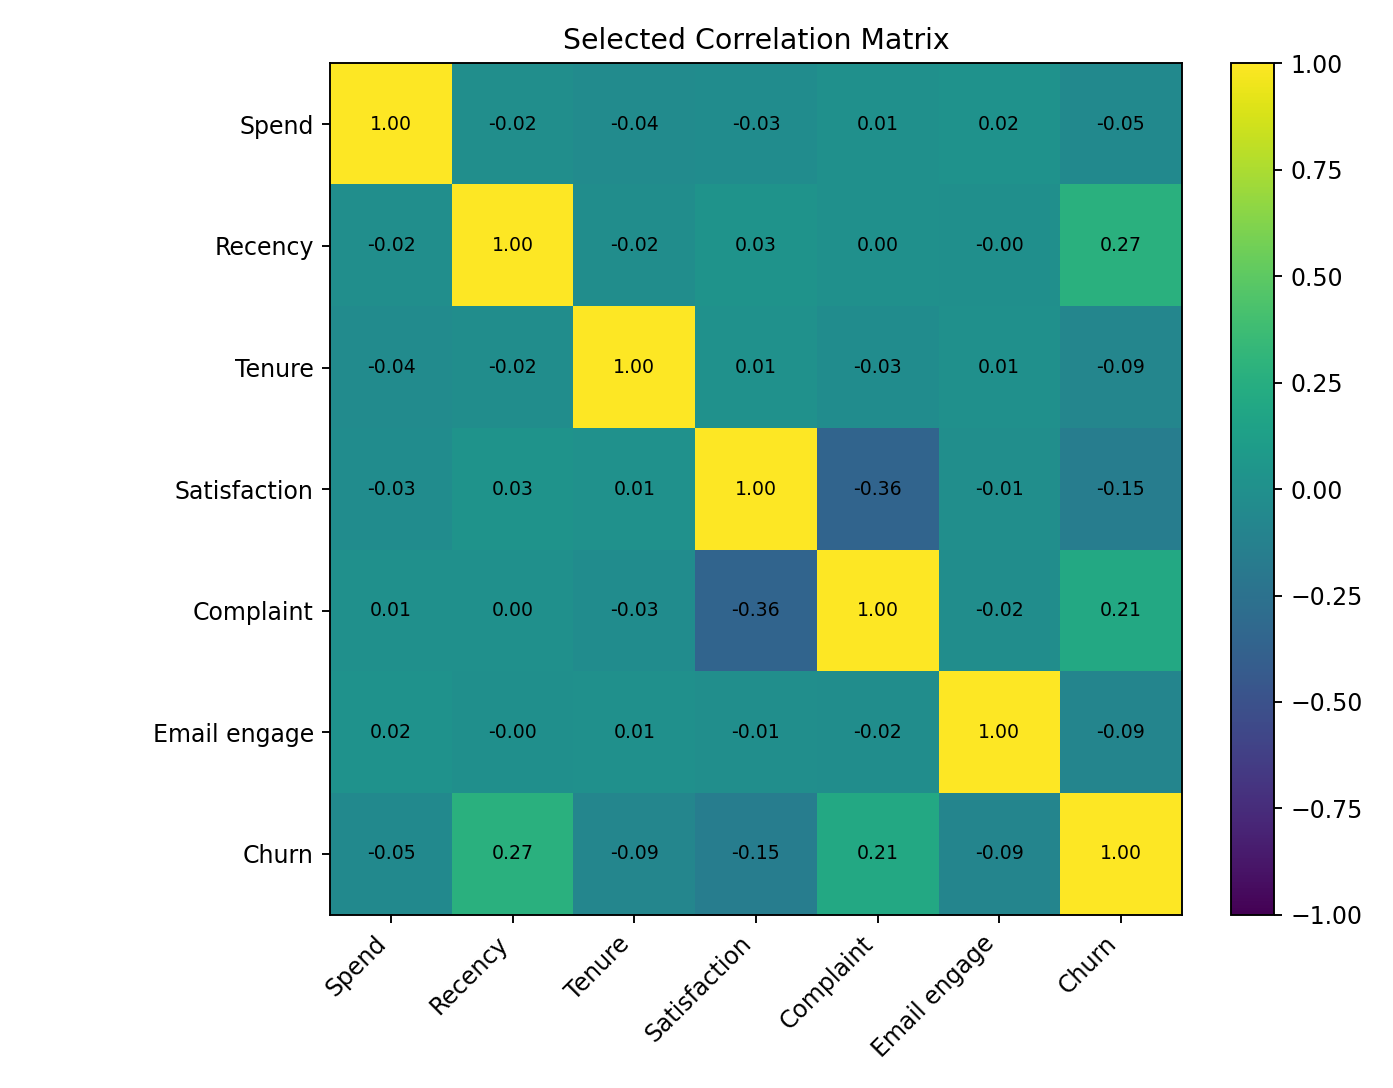 Selected Correlation Matrix
Spend 1.00 -0.02 -0.04 -0.03 0.01 0.02 -0.05
Recency -0.02 1.00 -0.02 0.03 0.00 -0.00 0.27
Tenure -0.04 -0.02 1.00 0.01 -0.03 0.01 -0.09
Satisfaction -0.03 0.03 0.01 1.00 -0.36 -0.01 -0.15
Complaint 0.01 0.00 -0.03 -0.36 1.00 -0.02 0.21
Email engage 0.02 -0.00 0.01 -0.01 -0.02 1.00 -0.09
Churn -0.05 0.27 -0.09 -0.15 0.21 -0.09 1.00
Spend
Recency
Tenure
Satisfaction
Complaint
Email engage
Churn
1.00
0.75
0.50
0.25
0.00
−0.25
−0.50
−0.75
−1.00